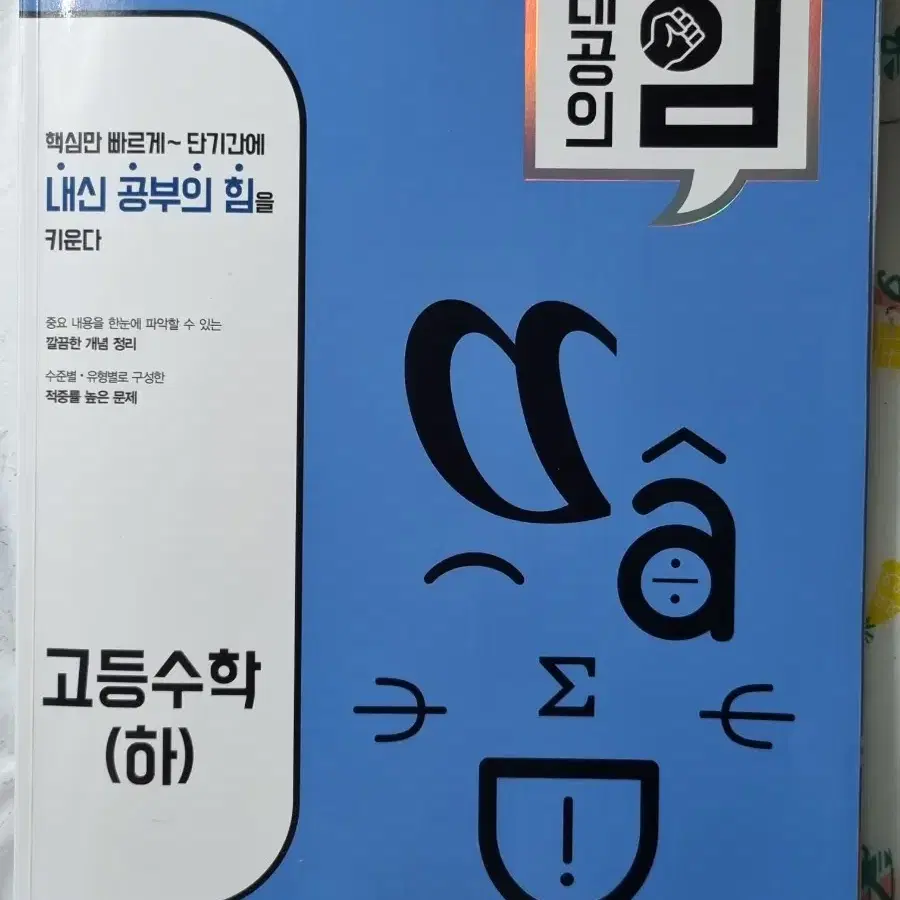 내공의
힘
핵심만 빠르게~ 단기간에
내신 공부의 힘을
키운다
중요 내용을 한눈에 파악할 수 있는
깔끔한 개념 정리
수준별·유형별로 구성한
적중률 높은 문제
고등수학
(하)
â
÷
Σ
!